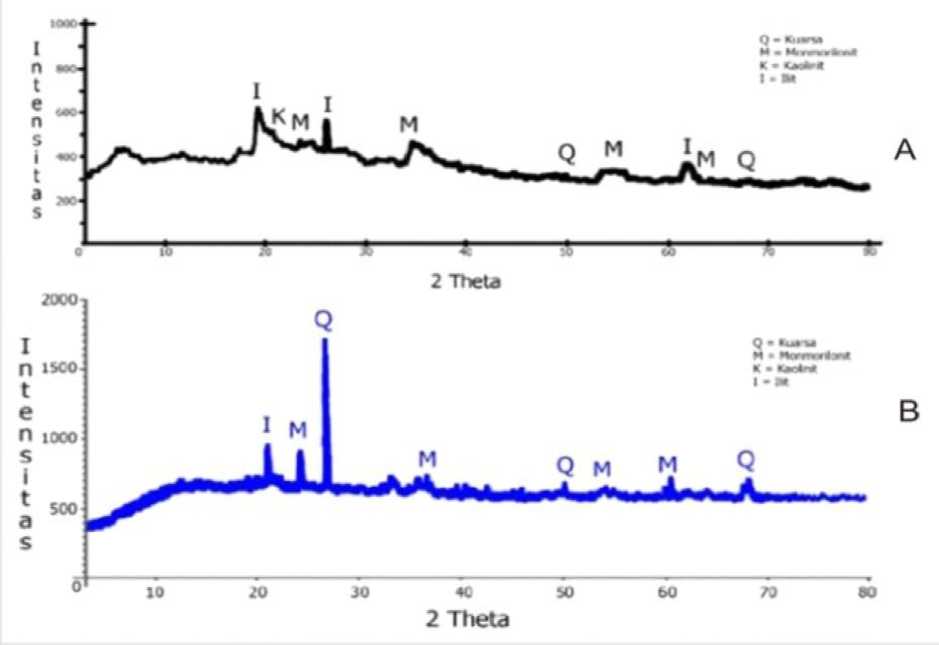 1000
800
600
400
200
Intensitas
I
K
M
I
M
Q
M
I
M
Q
Q = Kuarsa
M = Monmorilonit
K = Kaolinit
I = Ilit
A
0 10 20 30 40 50 60 70 80
2 Theta
2000
1500
1000
500
0
Intensitas
I
M
Q
M
Q
M
M
Q
Q = Kuarsa
M = Monmorilonit
K = Kaolinit
I = Ilit
B
10 20 30 40 50 60 70 80
2 Theta